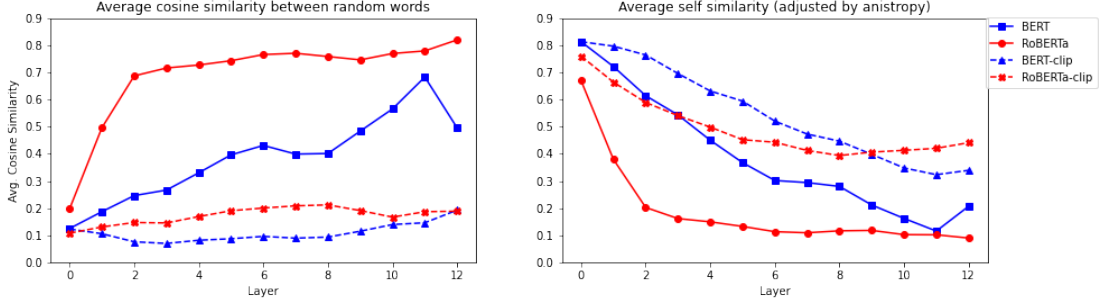 Average cosine similarity between random words
0.9
0.8
0.7
0.6
0.5
0.4
0.3
0.2
0.1
0.0
Avg. Cosine Similarity
0 2 4 6 8 10 12
Layer
Average self similarity (adjusted by anistropy)
0.9
0.8
0.7
0.6
0.5
0.4
0.3
0.2
0.1
0.0
0 2 4 6 8 10 12
Layer
BERT
RoBERTa
BERT-clip
RoBERTa-clip